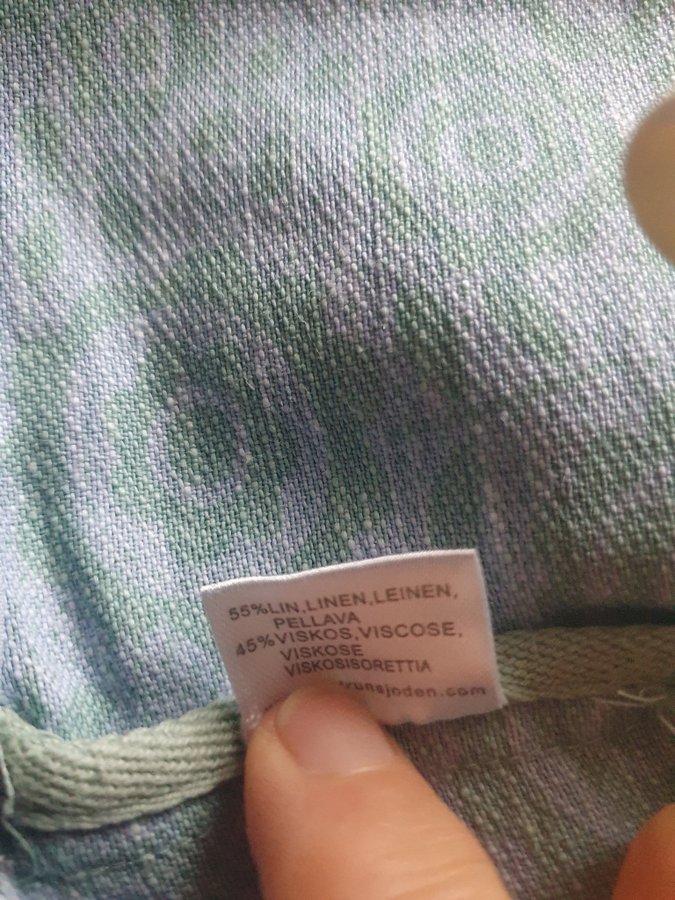 55%LIN,LINEN,LEINEN,
PELLAVA
45%VISKOS,VISCOSE,
VISKOSE
VISKOSISORETTIA